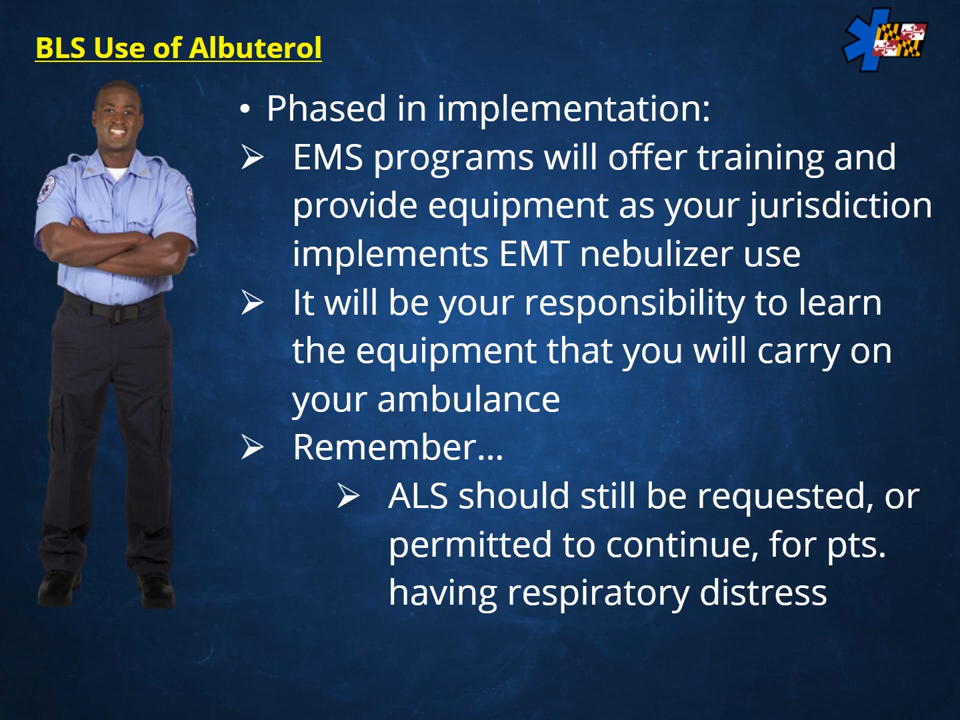 BLS Use of Albuterol
• Phased in implementation:
➢ EMS programs will offer training and
provide equipment as your jurisdiction
implements EMT nebulizer use
➢ It will be your responsibility to learn
the equipment that you will carry on
your ambulance
➢ Remember…
➢ ALS should still be requested, or
permitted to continue, for pts.
having respiratory distress